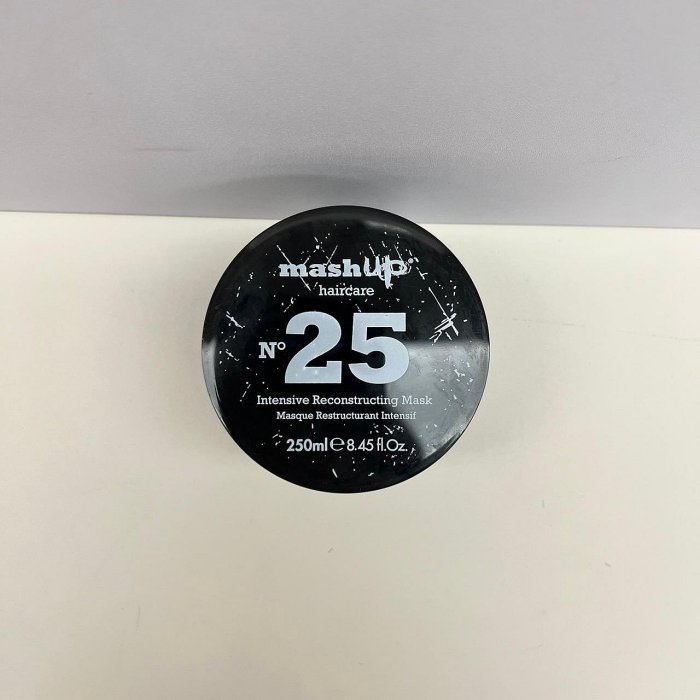 mashup
haircare
N° 25
Intensive Reconstructing Mask
Masque Restructurant Intensif
250ml ℮ 8.45 fl.Oz.